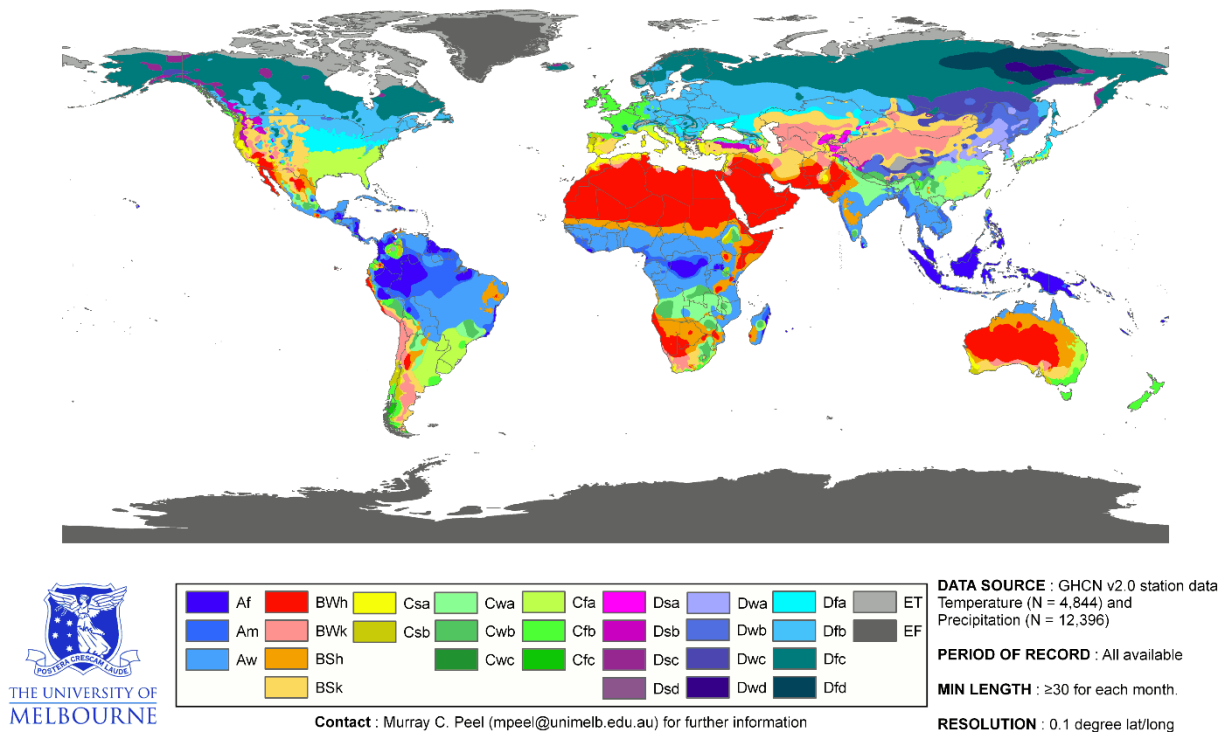 Af
Am
Aw
BWh
BWk
BSh
BSk
Csa
Csb
Cwa
Cwb
Cwc
Cfa
Cfb
Cfc
Dsa
Dsb
Dsc
Dsd
Dwa
Dwb
Dwc
Dwd
Dfa
Dfb
Dfc
Dfd
ET
EF
POSTERA CRESCAM LAUDE
THE UNIVERSITY OF
MELBOURNE
Contact : Murray C. Peel (mpeel@unimelb.edu.au) for further information
DATA SOURCE : GHCN v2.0 station data
Temperature (N = 4,844) and
Precipitation (N = 12,396)
PERIOD OF RECORD : All available
MIN LENGTH : ≥30 for each month.
RESOLUTION : 0.1 degree lat/long